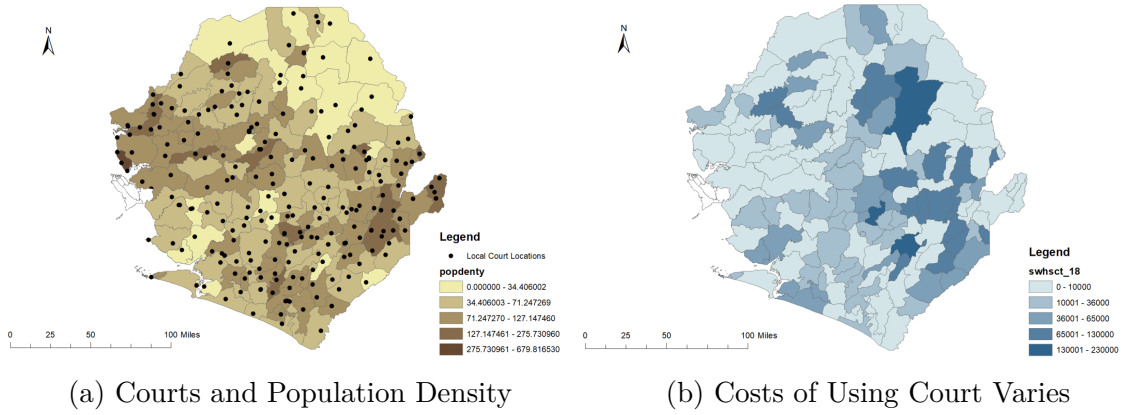 N
Legend
Local Court Locations
popdenty
0.000000 - 34.406002
34.406003 - 71.247269
71.247270 - 127.147460
127.147461 - 275.730960
275.730961 - 679.816530
0 50 100 Miles
(a) Courts and Population Density
N
Legend
swhsct_18
0 - 10000
10001 - 36000
36001 - 65000
65001 - 130000
130001 - 230000
0 50 100 Miles
(b) Costs of Using Court Varies